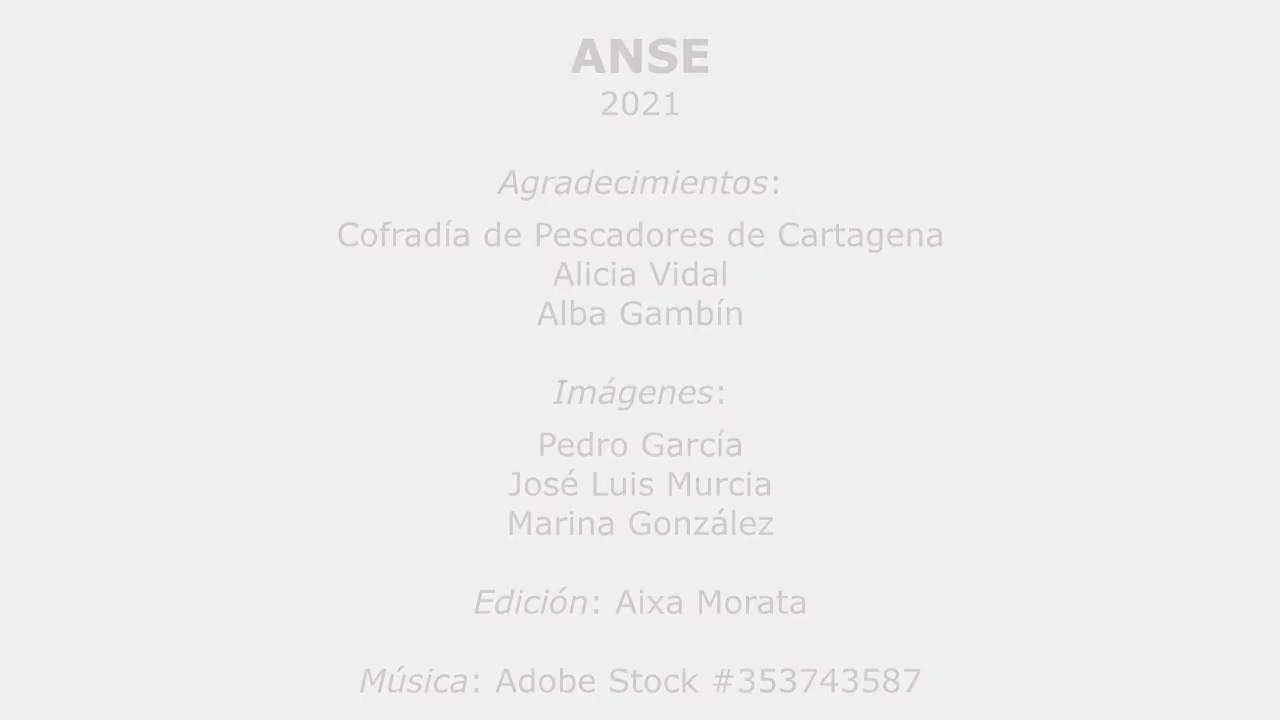 ANSE
2021
Agradecimientos:
Cofradía de Pescadores de Cartagena
Alicia Vidal
Alba Gambín
Imágenes:
Pedro García
José Luis Murcia
Marina González
Edición: Aixa Morata
Música: Adobe Stock #353743587